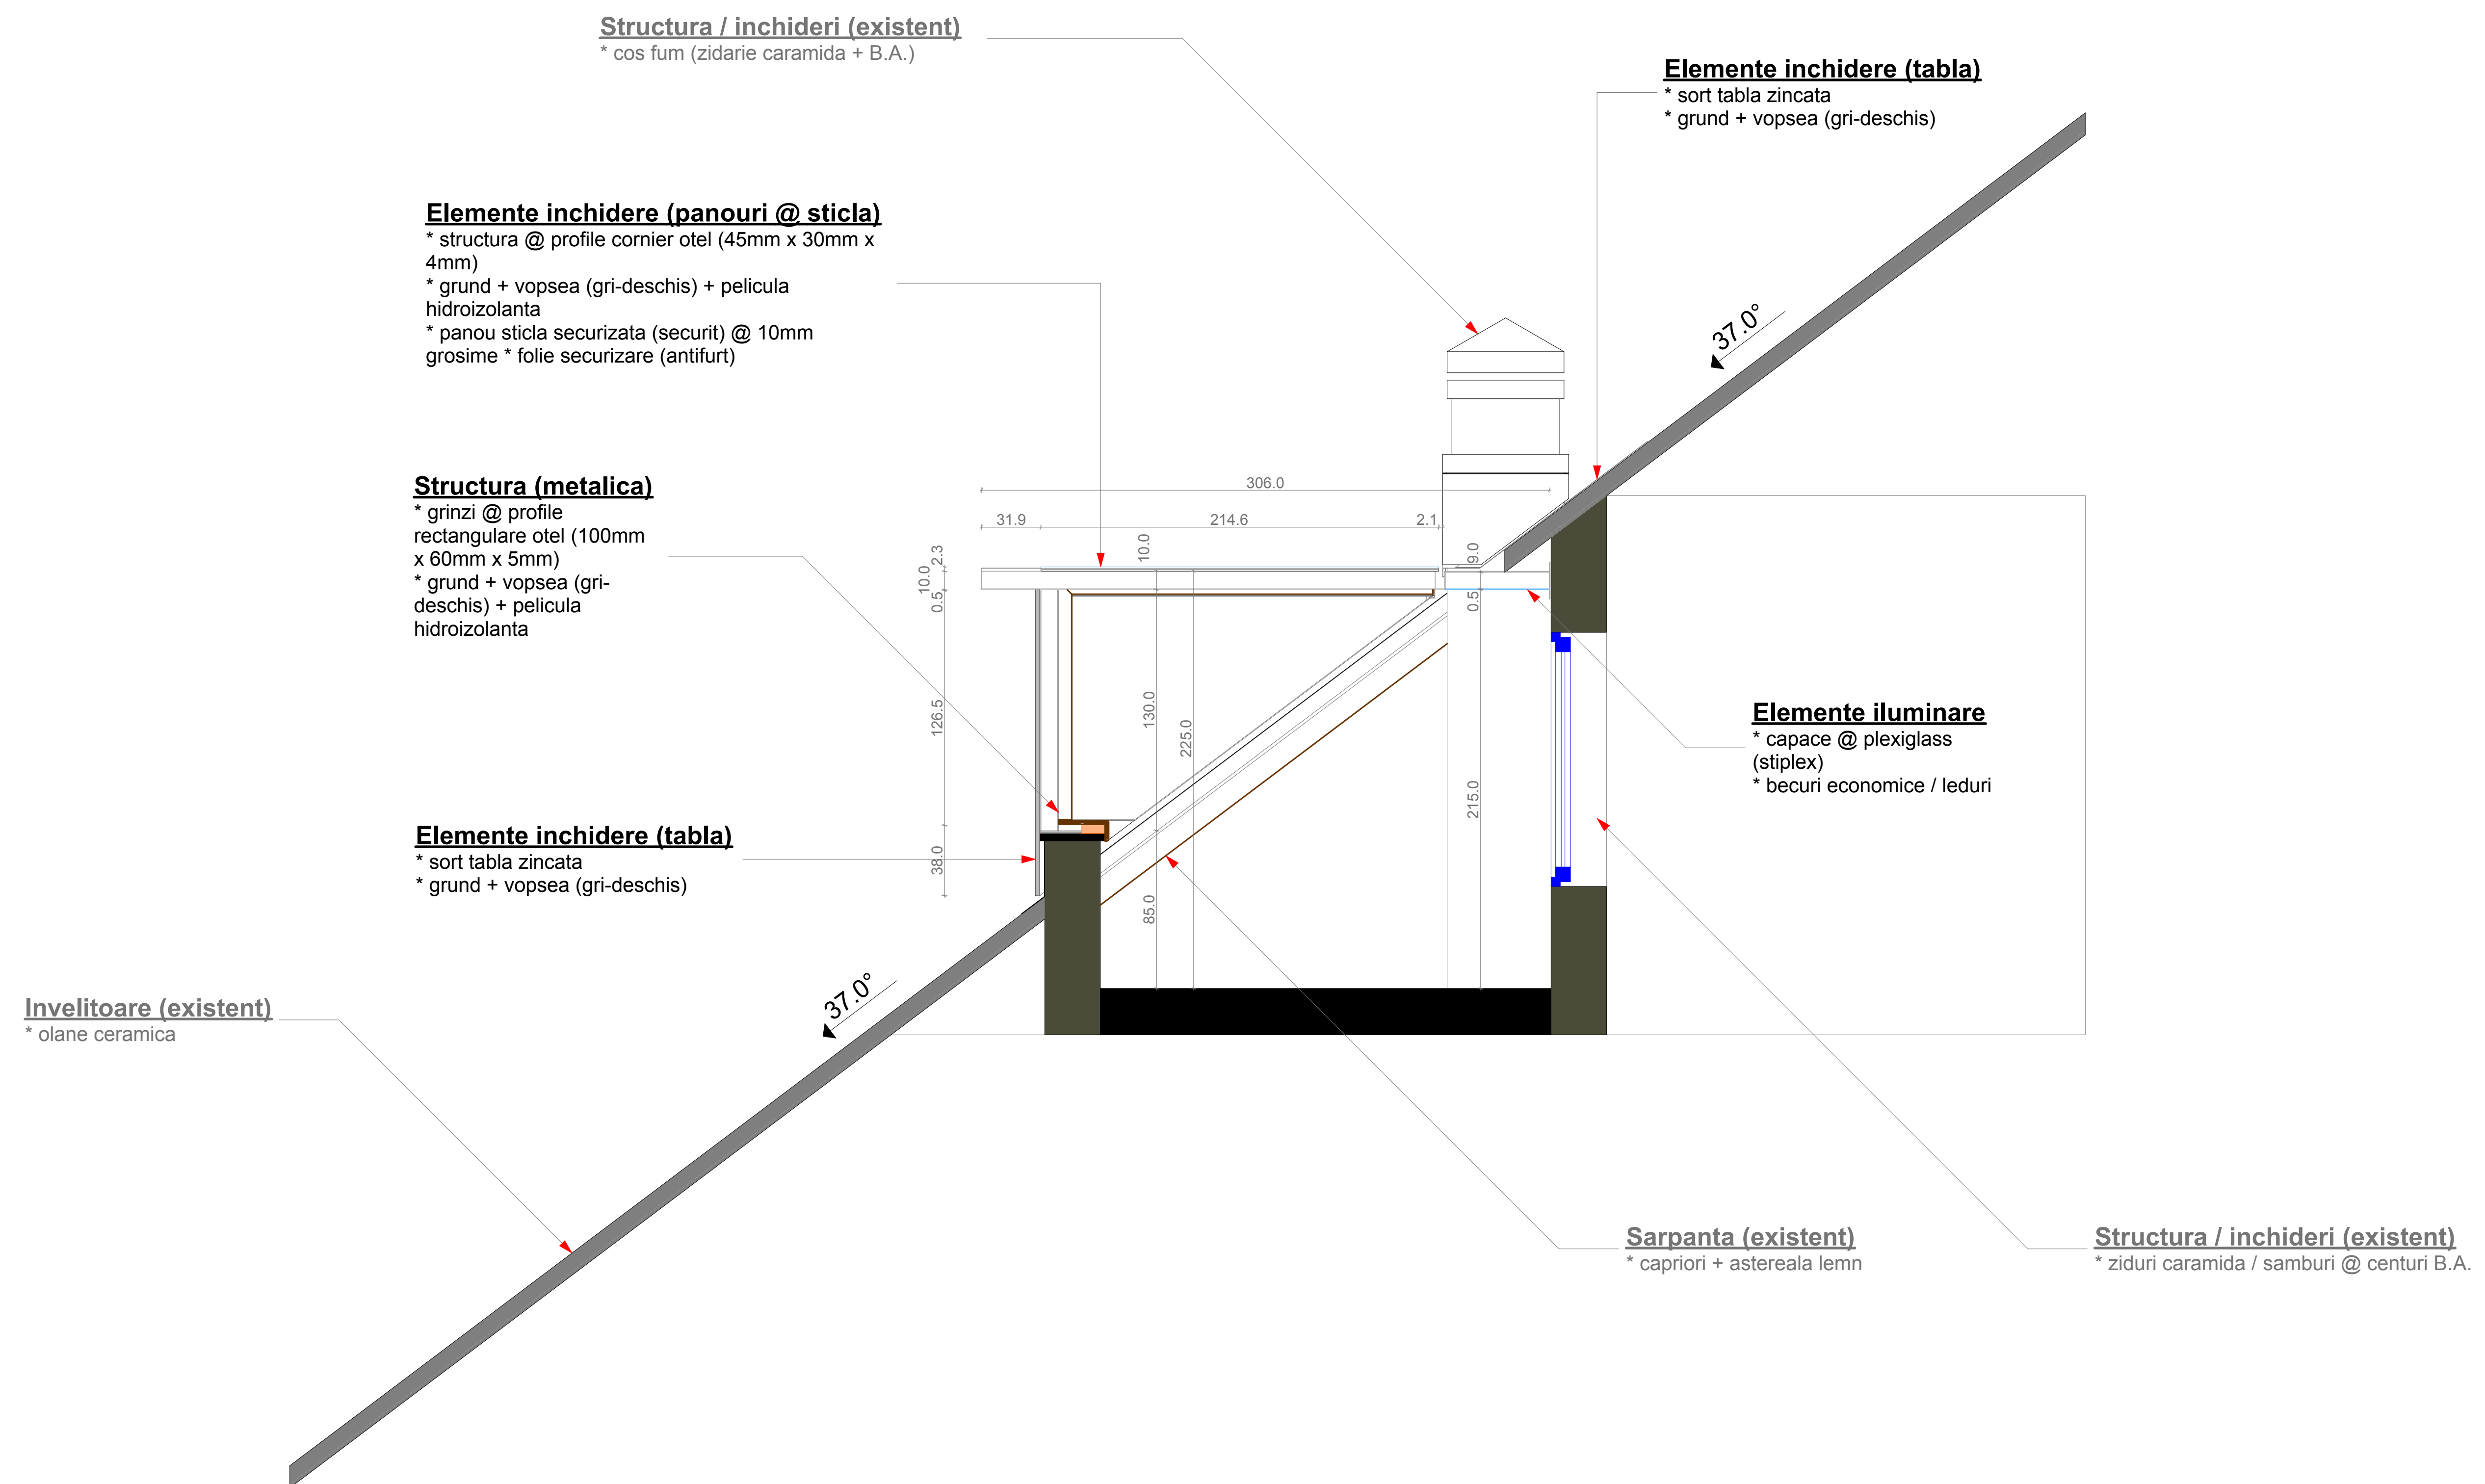 Structura / inchideri (existent)
* cos fum (zidarie caramida + B.A.)
Elemente inchidere (tabla)
* sort tabla zincata
* grund + vopsea (gri-deschis)
Elemente inchidere (panouri @ sticla)
* structura @ profile cornier otel (45mm x 30mm x
4mm)
* grund + vopsea (gri-deschis) + pelicula
hidroizolanta
* panou sticla securizata (securit) @ 10mm
grosime * folie securizare (antifurt)
37.0°
Structura (metalica)
* grinzi @ profile
rectangulare otel (100mm
x 60mm x 5mm)
* grund + vopsea (gri-
deschis) + pelicula
hidroizolanta
306.0
31.9
214.6
2.1
10.0
2.3
10.0
0.5
9.0
0.5
126.5
130.0
225.0
215.0
38.0
85.0
Elemente iluminare
* capace @ plexiglass
(stiplex)
* becuri economice / leduri
Elemente inchidere (tabla)
* sort tabla zincata
* grund + vopsea (gri-deschis)
37.0°
Invelitoare (existent)
* olane ceramica
Sarpanta (existent)
* capriori + astereala lemn
Structura / inchideri (existent)
* ziduri caramida / samburi @ centuri B.A.